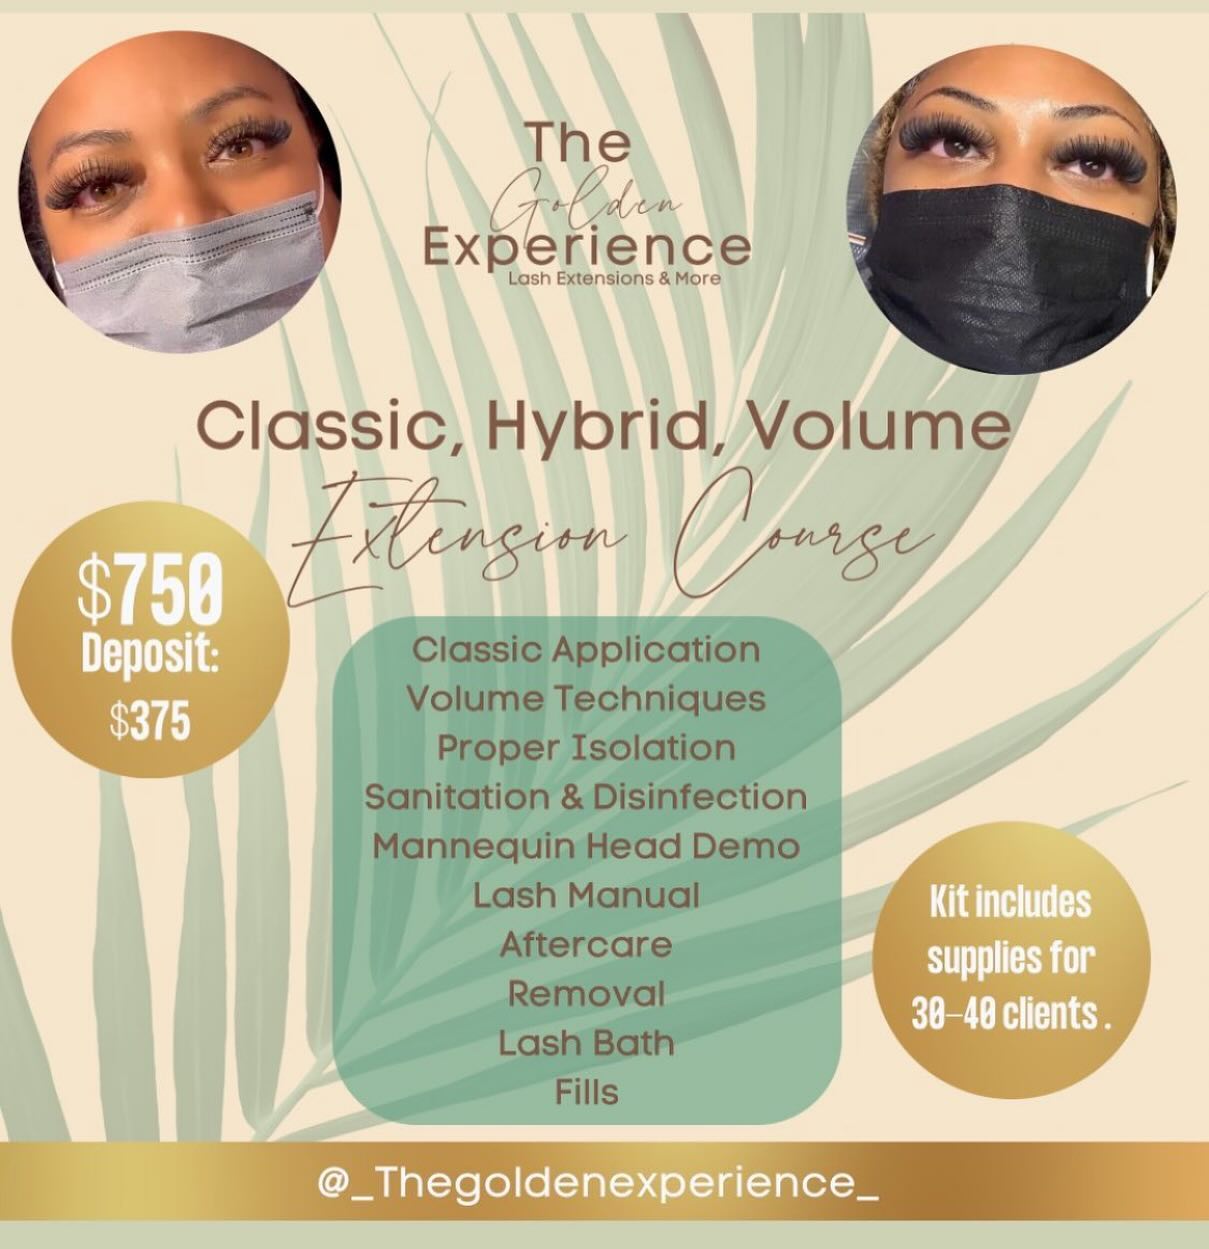 The
Golden
Experience
Lash Extensions & More
Classic, Hybrid, Volume
Extension Course
$750
Deposit:
$375
Classic Application
Volume Techniques
Proper Isolation
Sanitation & Disinfection
Mannequin Head Demo
Lash Manual
Aftercare
Removal
Lash Bath
Fills
Kit includes
supplies for
30-40 clients .
@_Thegoldenexperience_